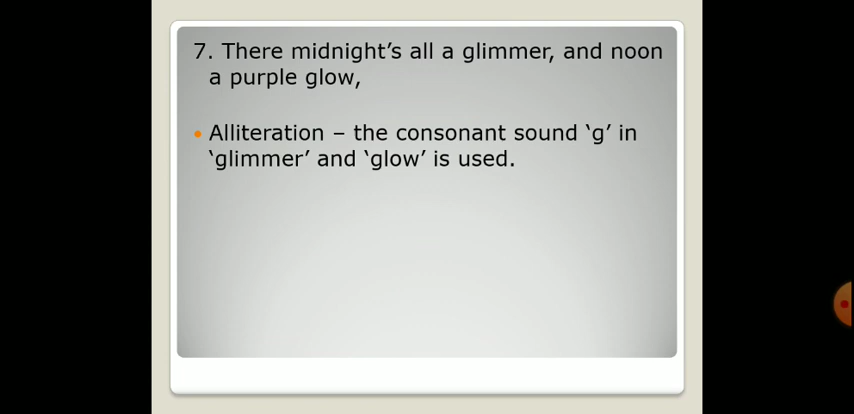 7. There midnight’s all a glimmer, and noon
a purple glow,
• Alliteration – the consonant sound ‘g’ in
‘glimmer’ and ‘glow’ is used.